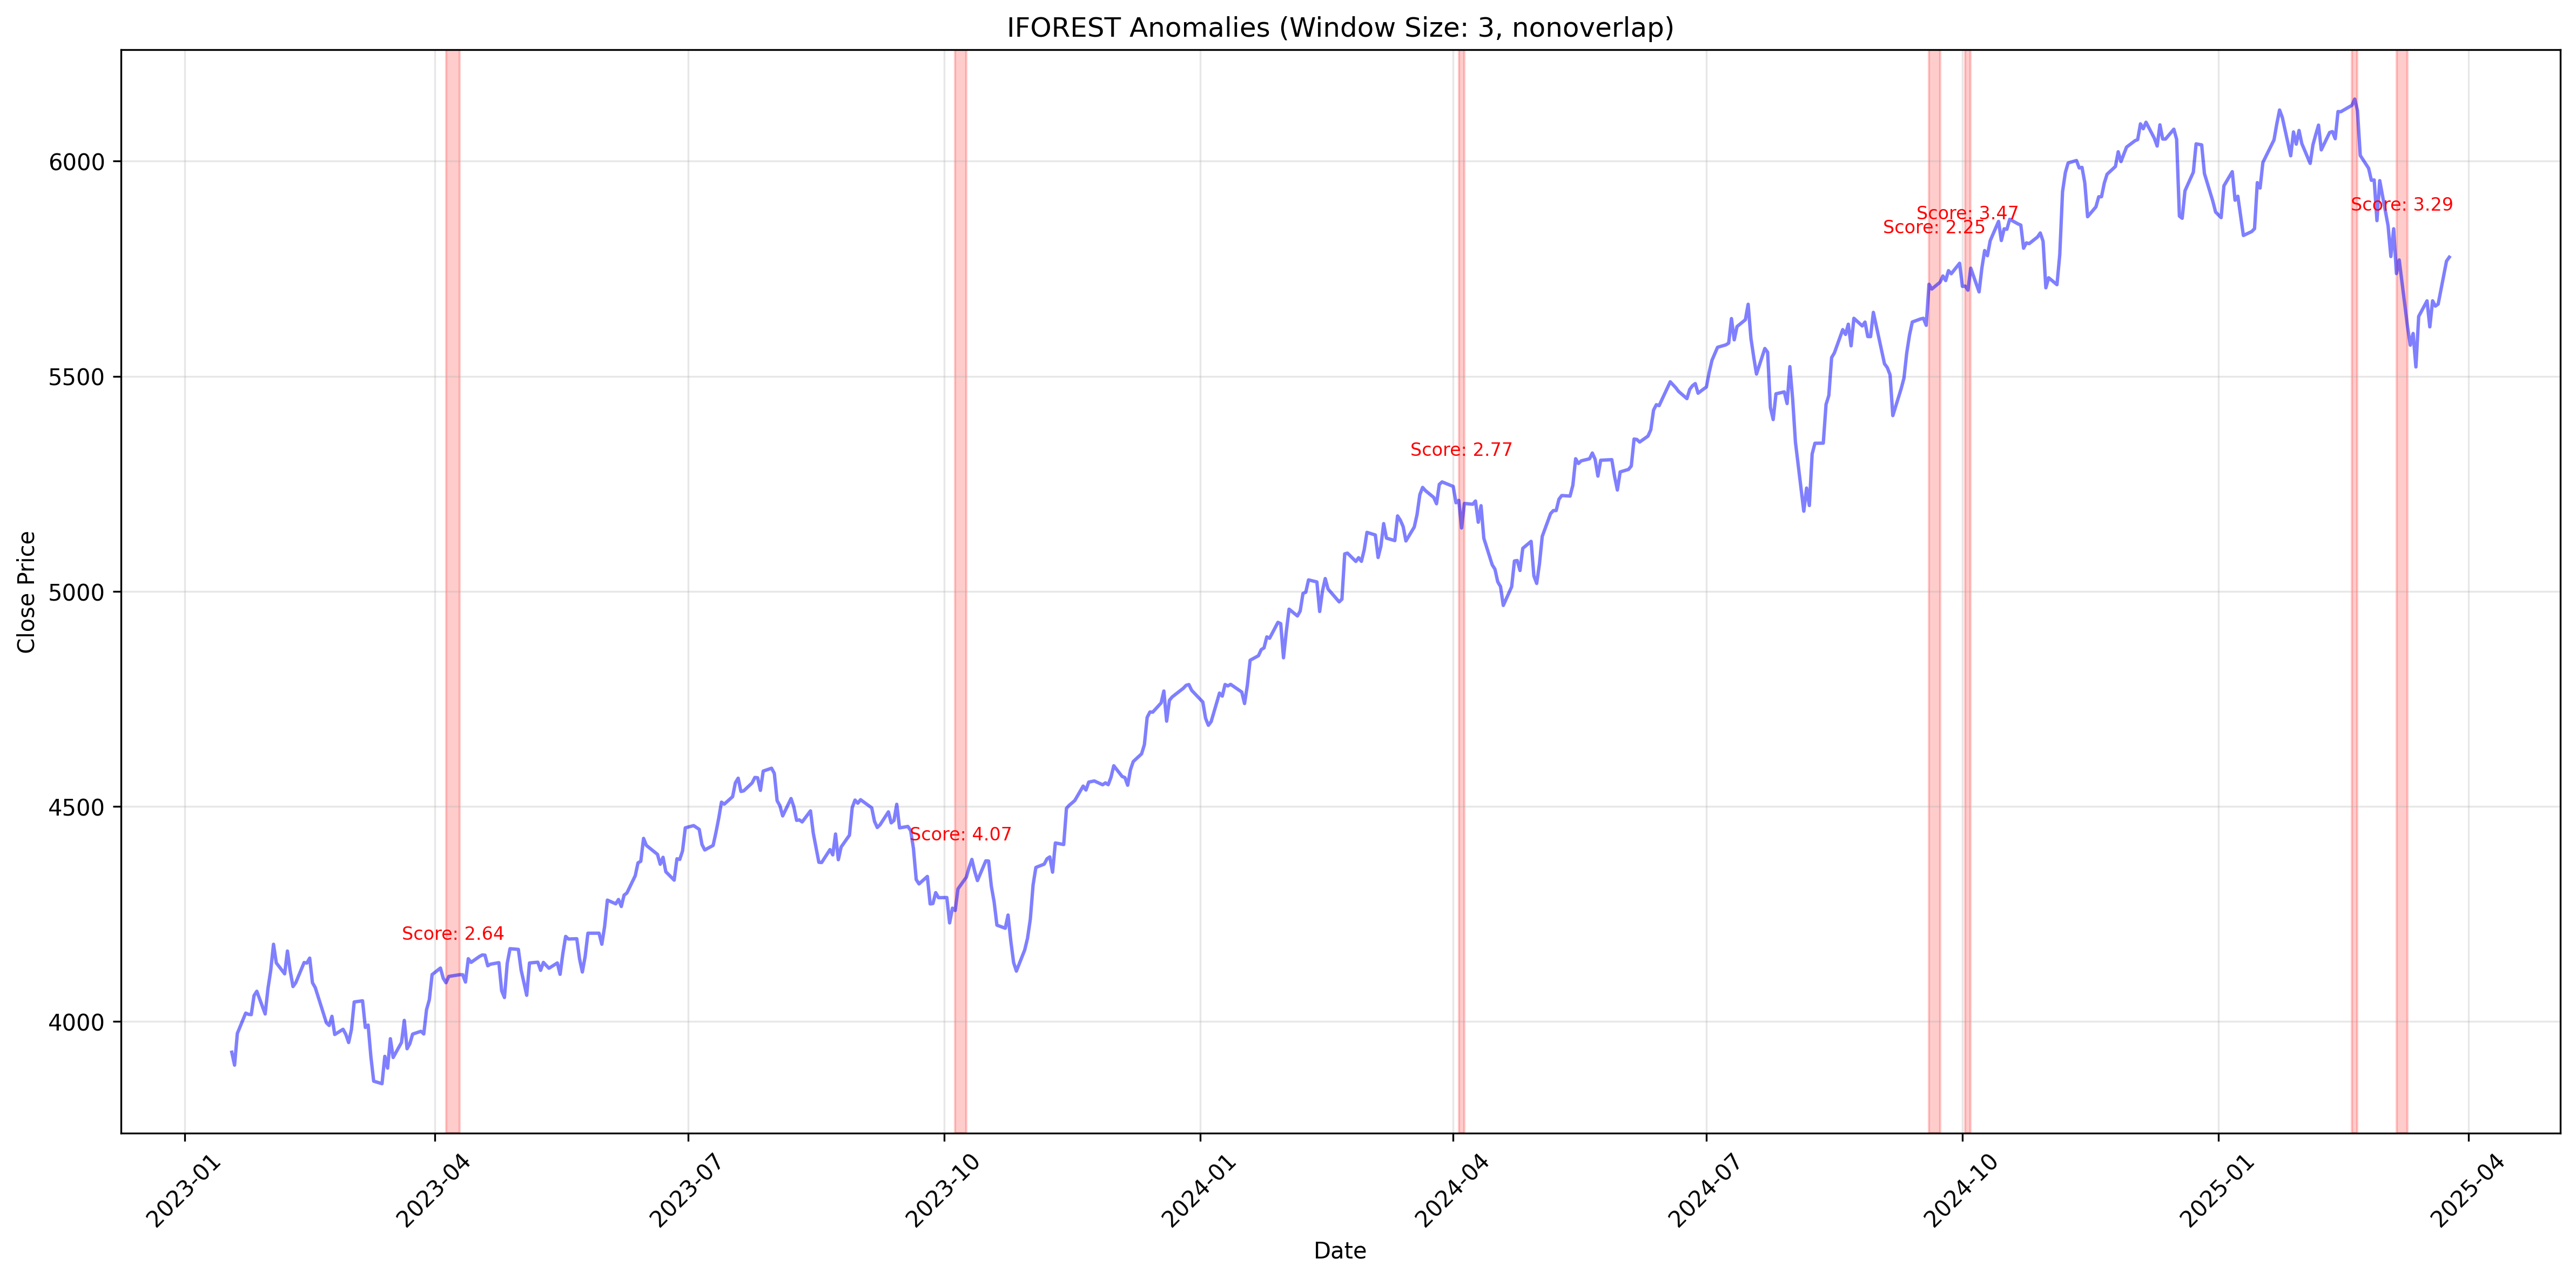 IFOREST Anomalies (Window Size: 3, nonoverlap)
Close Price
6000
5500
5000
4500
4000
Score: 2.64
Score: 4.07
Score: 2.77
Score: 3.47
Score: 2.25
Score: 3.29
2023-01
2023-04
2023-07
2023-10
2024-01
2024-04
2024-07
2024-10
2025-01
2025-04
Date